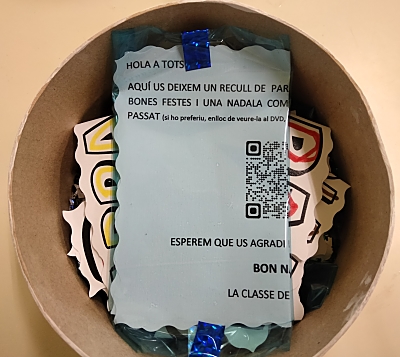 HOLA A TOTS
AQUÍ US DEIXEM UN RECULL DE PAR
BONES FESTES I UNA NADALA COM
PASSAT (si ho preferiu, enlloc de veure-la al DVD,
ESPEREM QUE US AGRADI
BON N
LA CLASSE DE